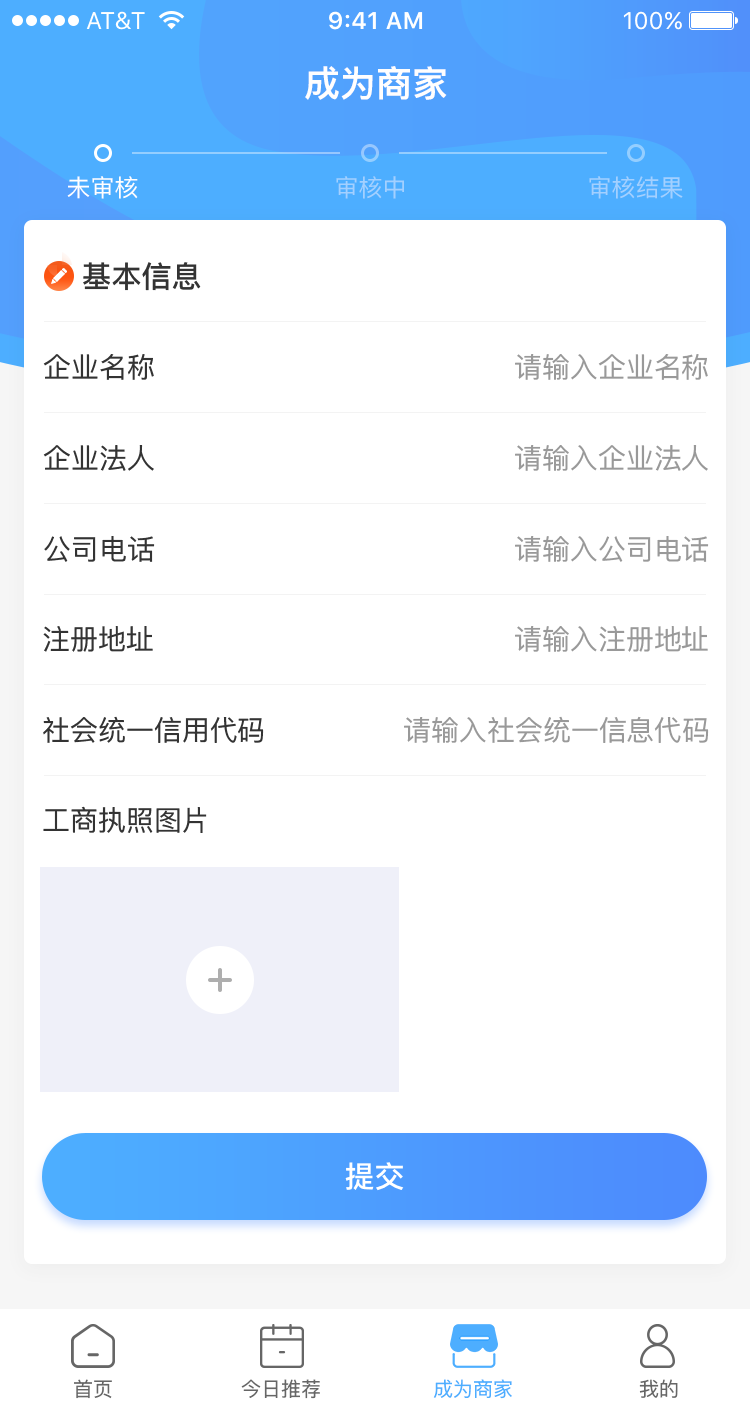 AT&T 9:41 AM 100%
成为商家
未审核 审核中 审核结果
基本信息
企业名称 请输入企业名称
企业法人 请输入企业法人
公司电话 请输入公司电话
注册地址 请输入注册地址
社会统一信用代码 请输入社会统一信息代码
工商执照图片
提交
首页 今日推荐 成为商家 我的